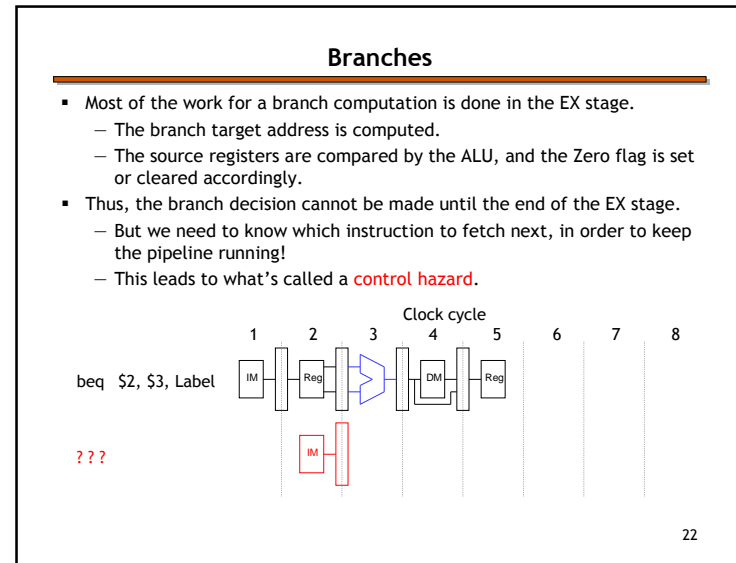 Branches
▪ Most of the work for a branch computation is done in the EX stage.
— The branch target address is computed.
— The source registers are compared by the ALU, and the Zero flag is set
or cleared accordingly.
▪ Thus, the branch decision cannot be made until the end of the EX stage.
— But we need to know which instruction to fetch next, in order to keep
the pipeline running!
— This leads to what’s called a control hazard.
Clock cycle
1 2 3 4 5 6 7 8
beq $2, $3, Label IM Reg DM Reg
? ? ? IM
22